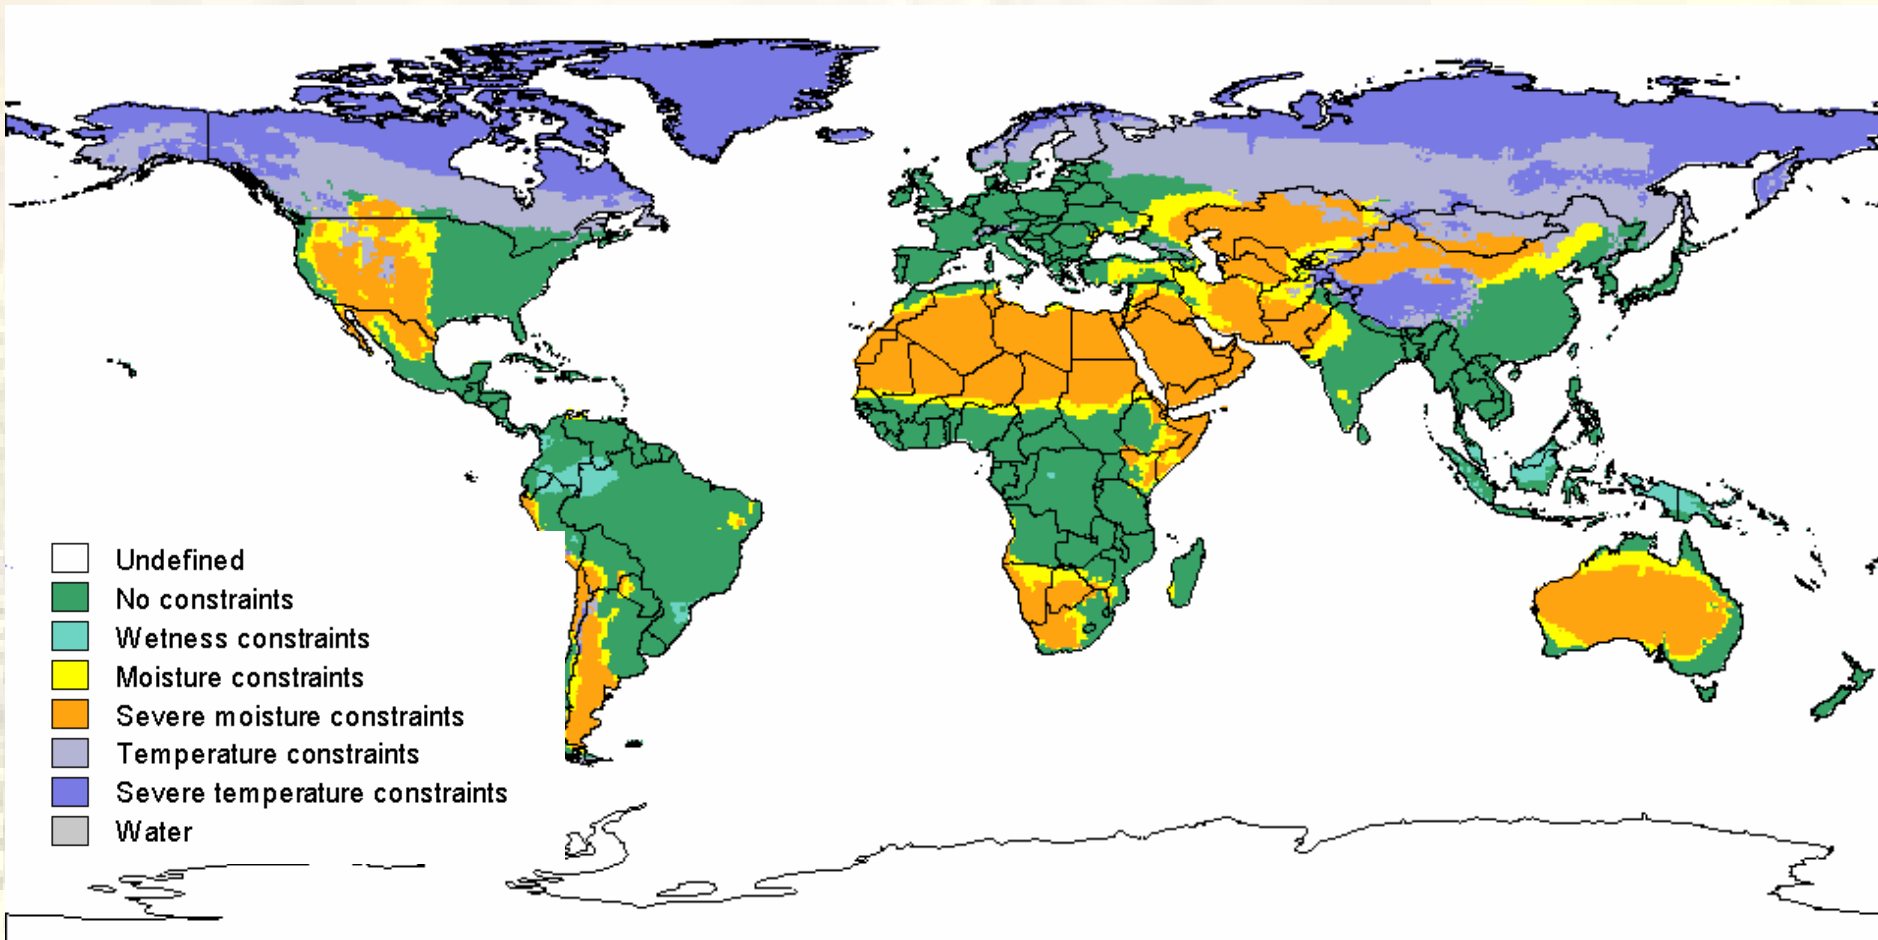 Undefined
No constraints
Wetness constraints
Moisture constraints
Severe moisture constraints
Temperature constraints
Severe temperature constraints
Water